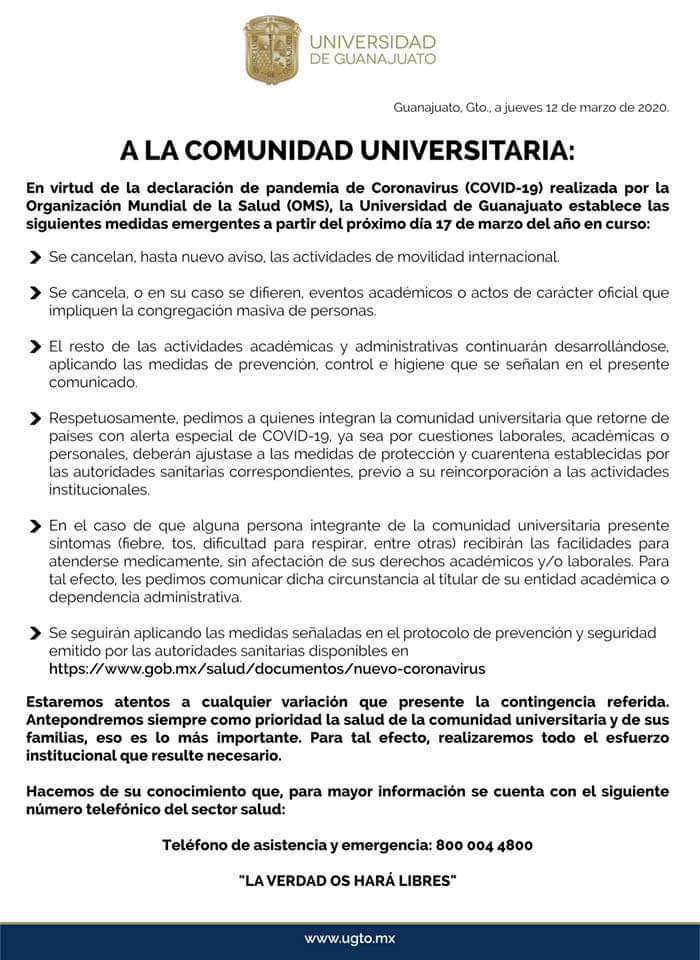 UNIVERSIDAD
DE GUANAJUATO
Guanajuato, Gto., a jueves 12 de marzo de 2020.
A LA COMUNIDAD UNIVERSITARIA:
En virtud de la declaración de pandemia de Coronavirus (COVID-19) realizada por la
Organización Mundial de la Salud (OMS), la Universidad de Guanajuato establece las
siguientes medidas emergentes a partir del próximo día 17 de marzo del año en curso:
Se cancelan, hasta nuevo aviso, las actividades de movilidad internacional.
Se cancela, o en su caso se difieren, eventos académicos o actos de carácter oficial que
impliquen la congregación masiva de personas.
El resto de las actividades académicas y administrativas continuarán desarrollándose,
aplicando las medidas de prevención, control e higiene que se señalan en el presente
comunicado.
Respetuosamente, pedimos a quienes integran la comunidad universitaria que retorne de
países con alerta especial de COVID-19, ya sea por cuestiones laborales, académicas o
personales, deberán ajustase a las medidas de protección y cuarentena establecidas por
las autoridades sanitarias correspondientes, previo a su reincorporación a las actividades
institucionales.
En el caso de que alguna persona integrante de la comunidad universitaria presente
síntomas (fiebre, tos, dificultad para respirar, entre otras) recibirán las facilidades para
atenderse medicamente, sin afectación de sus derechos académicos y/o laborales. Para
tal efecto, les pedimos comunicar dicha circunstancia al titular de su entidad académica o
dependencia administrativa.
Se seguirán aplicando las medidas señaladas en el protocolo de prevención y seguridad
emitido por las autoridades sanitarias disponibles en
https://www.gob.mx/salud/documentos/nuevo-coronavirus
Estaremos atentos a cualquier variación que presente la contingencia referida.
Antepondremos siempre como prioridad la salud de la comunidad universitaria y de sus
familias, eso es lo más importante. Para tal efecto, realizaremos todo el esfuerzo
institucional que resulte necesario.
Hacemos de su conocimiento que, para mayor información se cuenta con el siguiente
número telefónico del sector salud:
Teléfono de asistencia y emergencia: 800 004 4800
"LA VERDAD OS HARÁ LIBRES"
www.ugto.mx